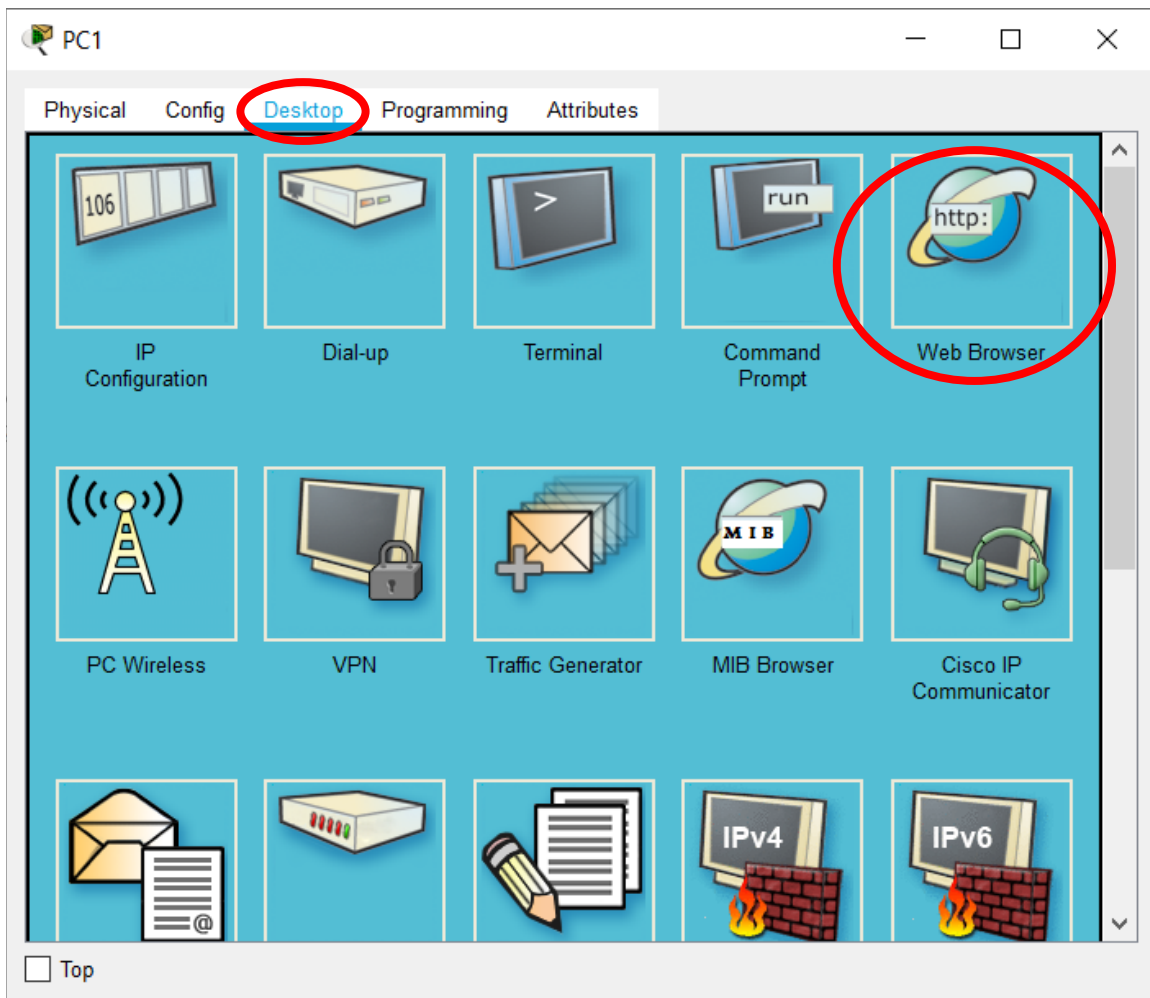 PC1
Physical Config Desktop Programming Attributes
106
>
run
http:
IP
Configuration
Dial-up
Terminal
Command
Prompt
Web Browser
MIB
PC Wireless
VPN
Traffic Generator
MIB Browser
Cisco IP
Communicator
@
IPv4
IPv6
Top